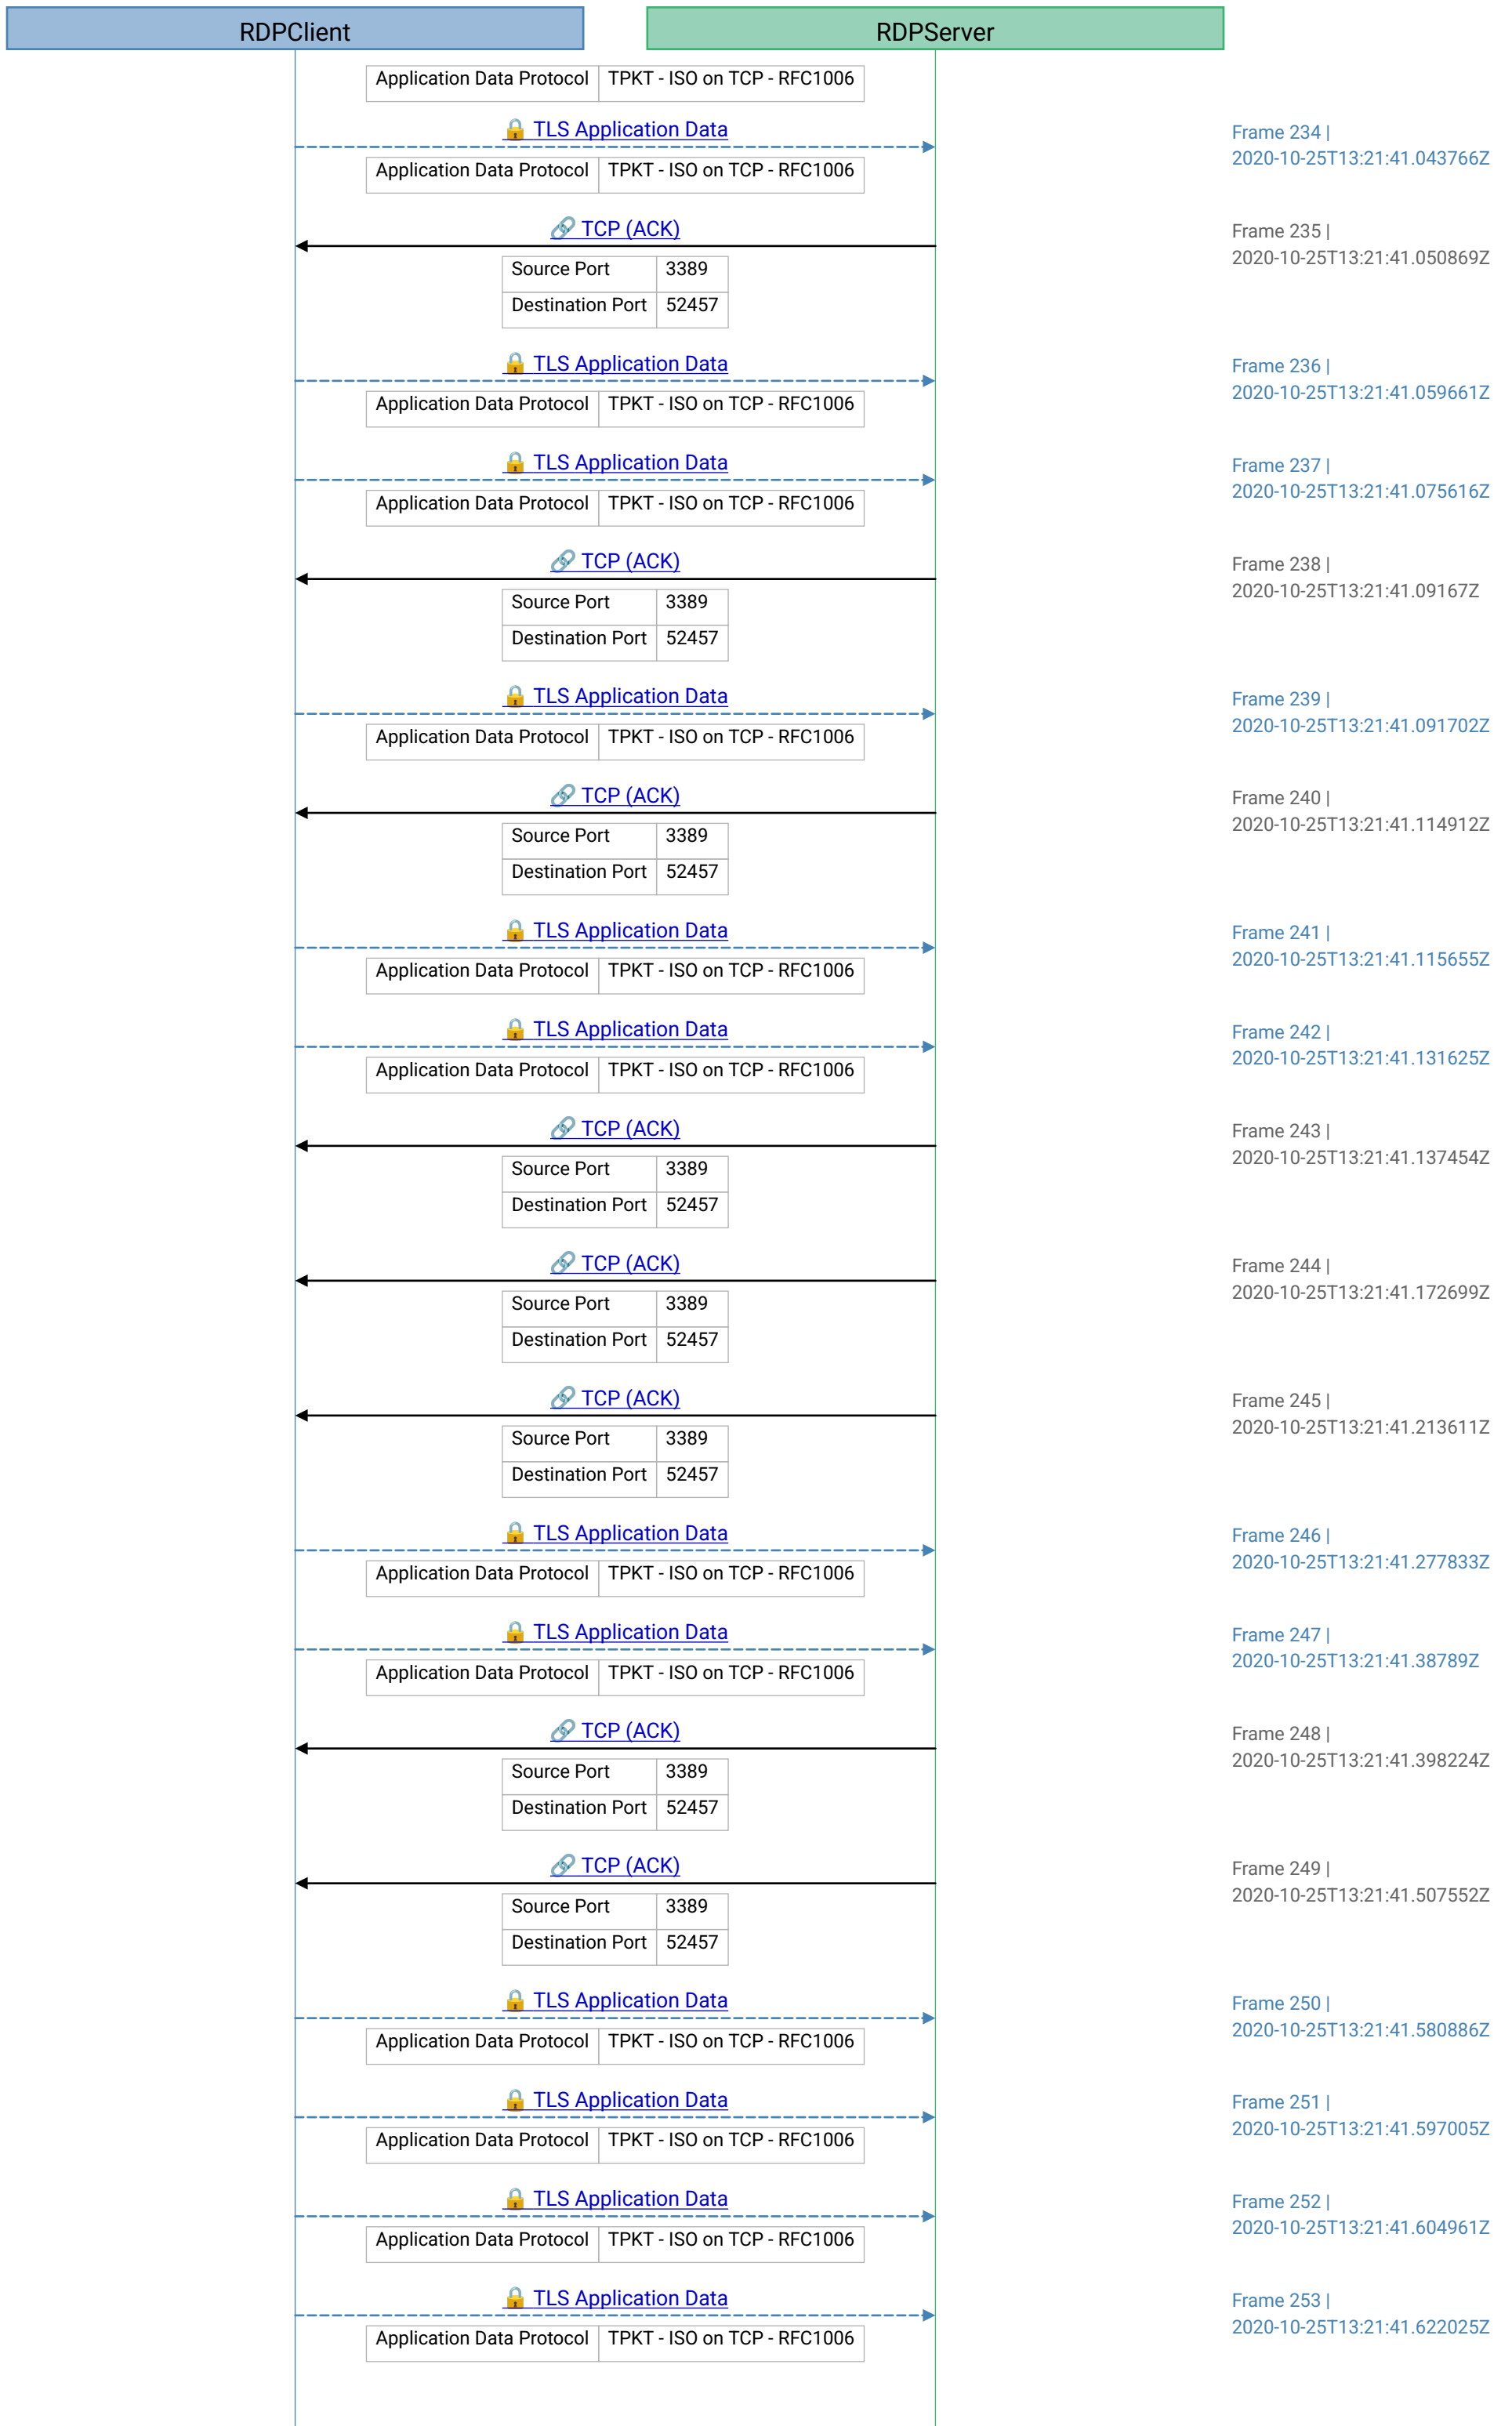 RDPClient RDPServer
Application Data Protocol TPKT - ISO on TCP - RFC1006
🔒 TLS Application Data
Frame 234 |
2020-10-25T13:21:41.043766Z
Application Data Protocol TPKT - ISO on TCP - RFC1006
🔗 TCP (ACK)
Frame 235 |
2020-10-25T13:21:41.050869Z
Source Port 3389
Destination Port 52457
🔒 TLS Application Data
Frame 236 |
2020-10-25T13:21:41.059661Z
Application Data Protocol TPKT - ISO on TCP - RFC1006
🔒 TLS Application Data
Frame 237 |
2020-10-25T13:21:41.075616Z
Application Data Protocol TPKT - ISO on TCP - RFC1006
🔗 TCP (ACK)
Frame 238 |
2020-10-25T13:21:41.09167Z
Source Port 3389
Destination Port 52457
🔒 TLS Application Data
Frame 239 |
2020-10-25T13:21:41.091702Z
Application Data Protocol TPKT - ISO on TCP - RFC1006
🔗 TCP (ACK)
Frame 240 |
2020-10-25T13:21:41.114912Z
Source Port 3389
Destination Port 52457
🔒 TLS Application Data
Frame 241 |
2020-10-25T13:21:41.115655Z
Application Data Protocol TPKT - ISO on TCP - RFC1006
🔒 TLS Application Data
Frame 242 |
2020-10-25T13:21:41.131625Z
Application Data Protocol TPKT - ISO on TCP - RFC1006
🔗 TCP (ACK)
Frame 243 |
2020-10-25T13:21:41.137454Z
Source Port 3389
Destination Port 52457
🔗 TCP (ACK)
Frame 244 |
2020-10-25T13:21:41.172699Z
Source Port 3389
Destination Port 52457
🔗 TCP (ACK)
Frame 245 |
2020-10-25T13:21:41.213611Z
Source Port 3389
Destination Port 52457
🔒 TLS Application Data
Frame 246 |
2020-10-25T13:21:41.277833Z
Application Data Protocol TPKT - ISO on TCP - RFC1006
🔒 TLS Application Data
Frame 247 |
2020-10-25T13:21:41.38789Z
Application Data Protocol TPKT - ISO on TCP - RFC1006
🔗 TCP (ACK)
Frame 248 |
2020-10-25T13:21:41.398224Z
Source Port 3389
Destination Port 52457
🔗 TCP (ACK)
Frame 249 |
2020-10-25T13:21:41.507552Z
Source Port 3389
Destination Port 52457
🔒 TLS Application Data
Frame 250 |
2020-10-25T13:21:41.580886Z
Application Data Protocol TPKT - ISO on TCP - RFC1006
🔒 TLS Application Data
Frame 251 |
2020-10-25T13:21:41.597005Z
Application Data Protocol TPKT - ISO on TCP - RFC1006
🔒 TLS Application Data
Frame 252 |
2020-10-25T13:21:41.604961Z
Application Data Protocol TPKT - ISO on TCP - RFC1006
🔒 TLS Application Data
Frame 253 |
2020-10-25T13:21:41.622025Z
Application Data Protocol TPKT - ISO on TCP - RFC1006